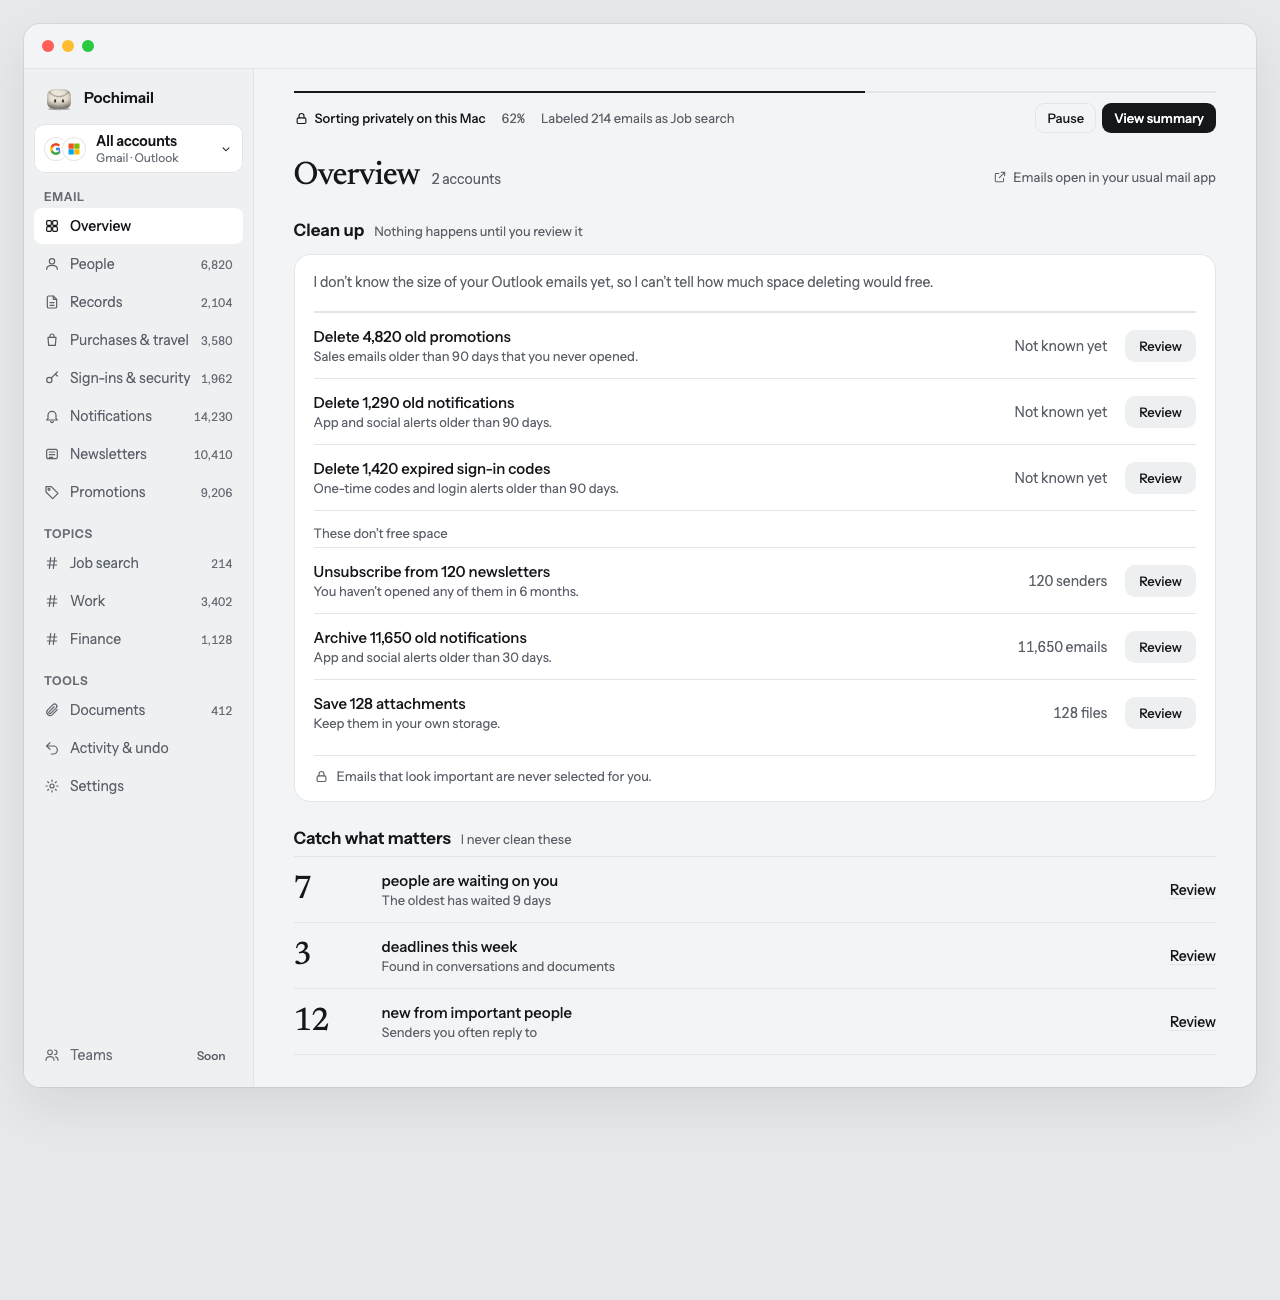 Pochimail
All accounts
Gmail · Outlook
EMAIL
Overview
People 6,820
Records 2,104
Purchases & travel 3,580
Sign-ins & security 1,962
Notifications 14,230
Newsletters 10,410
Promotions 9,206
TOPICS
Job search 214
Work 3,402
Finance 1,128
TOOLS
Documents 412
Activity & undo
Settings
Teams Soon
Sorting privately on this Mac 62% Labeled 214 emails as Job search Pause View summary
Overview 2 accounts Emails open in your usual mail app
Clean up Nothing happens until you review it
I don’t know the size of your Outlook emails yet, so I can’t tell how much space deleting would free.
Delete 4,820 old promotions
Sales emails older than 90 days that you never opened.
Not known yet Review
Delete 1,290 old notifications
App and social alerts older than 90 days.
Not known yet Review
Delete 1,420 expired sign-in codes
One-time codes and login alerts older than 90 days.
Not known yet Review
These don’t free space
Unsubscribe from 120 newsletters
You haven’t opened any of them in 6 months.
120 senders Review
Archive 11,650 old notifications
App and social alerts older than 30 days.
11,650 emails Review
Save 128 attachments
Keep them in your own storage.
128 files Review
Emails that look important are never selected for you.
Catch what matters I never clean these
7 people are waiting on you
The oldest has waited 9 days
Review
3 deadlines this week
Found in conversations and documents
Review
12 new from important people
Senders you often reply to
Review